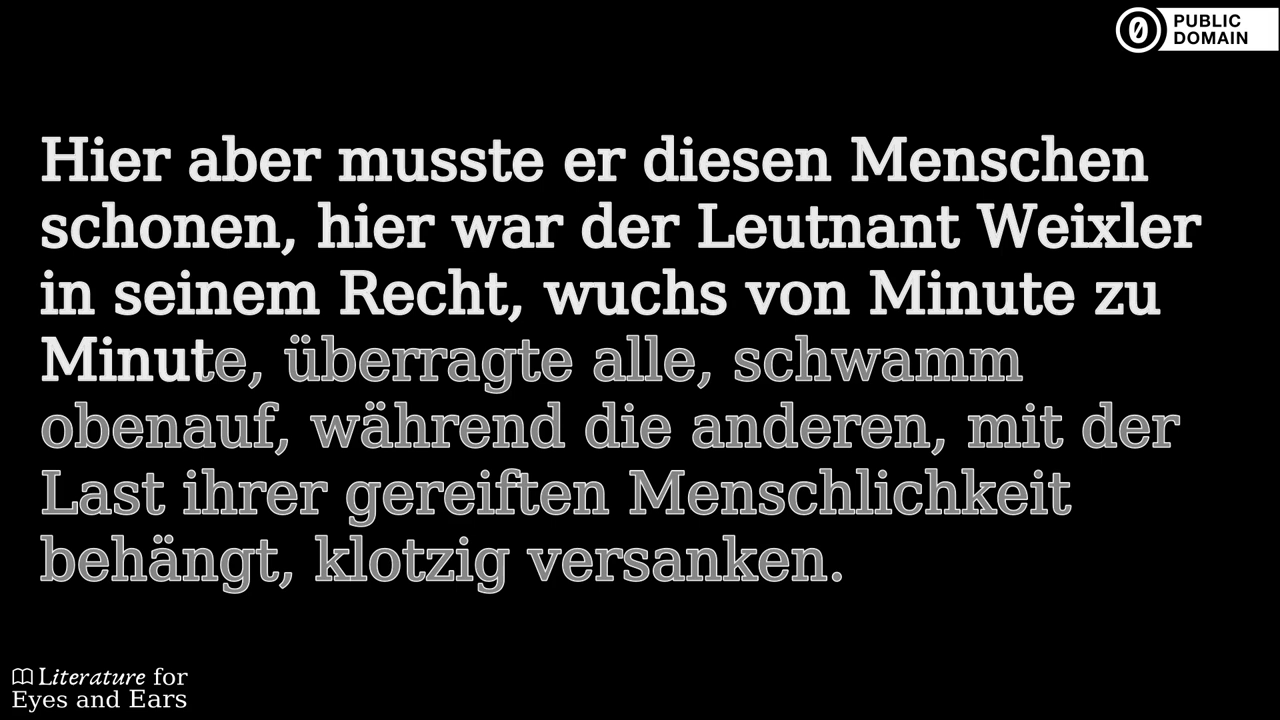 PUBLIC
DOMAIN
Hier aber musste er diesen Menschen
schonen, hier war der Leutnant Weixler
in seinem Recht, wuchs von Minute zu
Minute, überragte alle, schwamm
obenauf, während die anderen, mit der
Last ihrer gereiften Menschlichkeit
behängt, klotzig versanken.
Literature for
Eyes and Ears